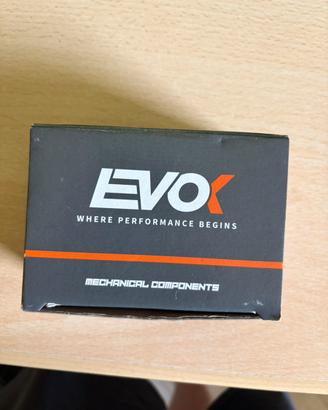 EVOK
WHERE PERFORMANCE BEGINS
MECHANICAL COMPONENTS